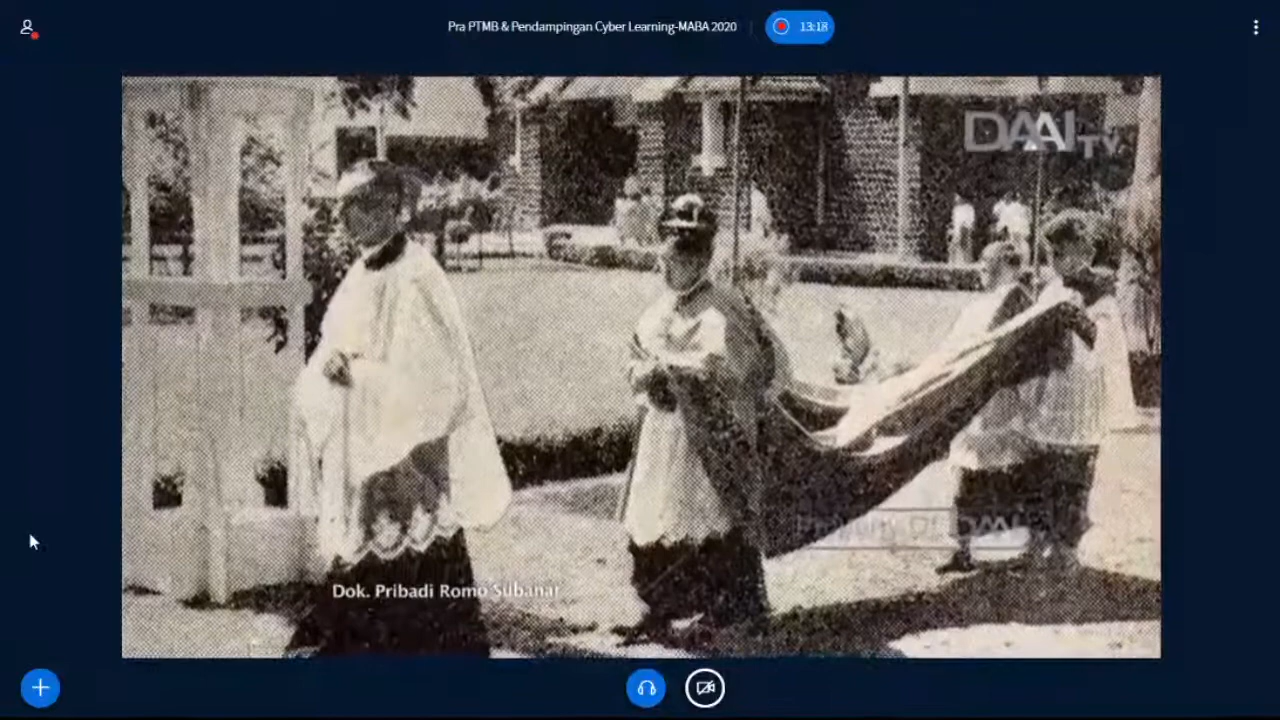 Pra PTMB & Pendampingan Cyber Learning-MABA 2020
13:18
DAAI TV
Dok. Pribadi Romo Subanar